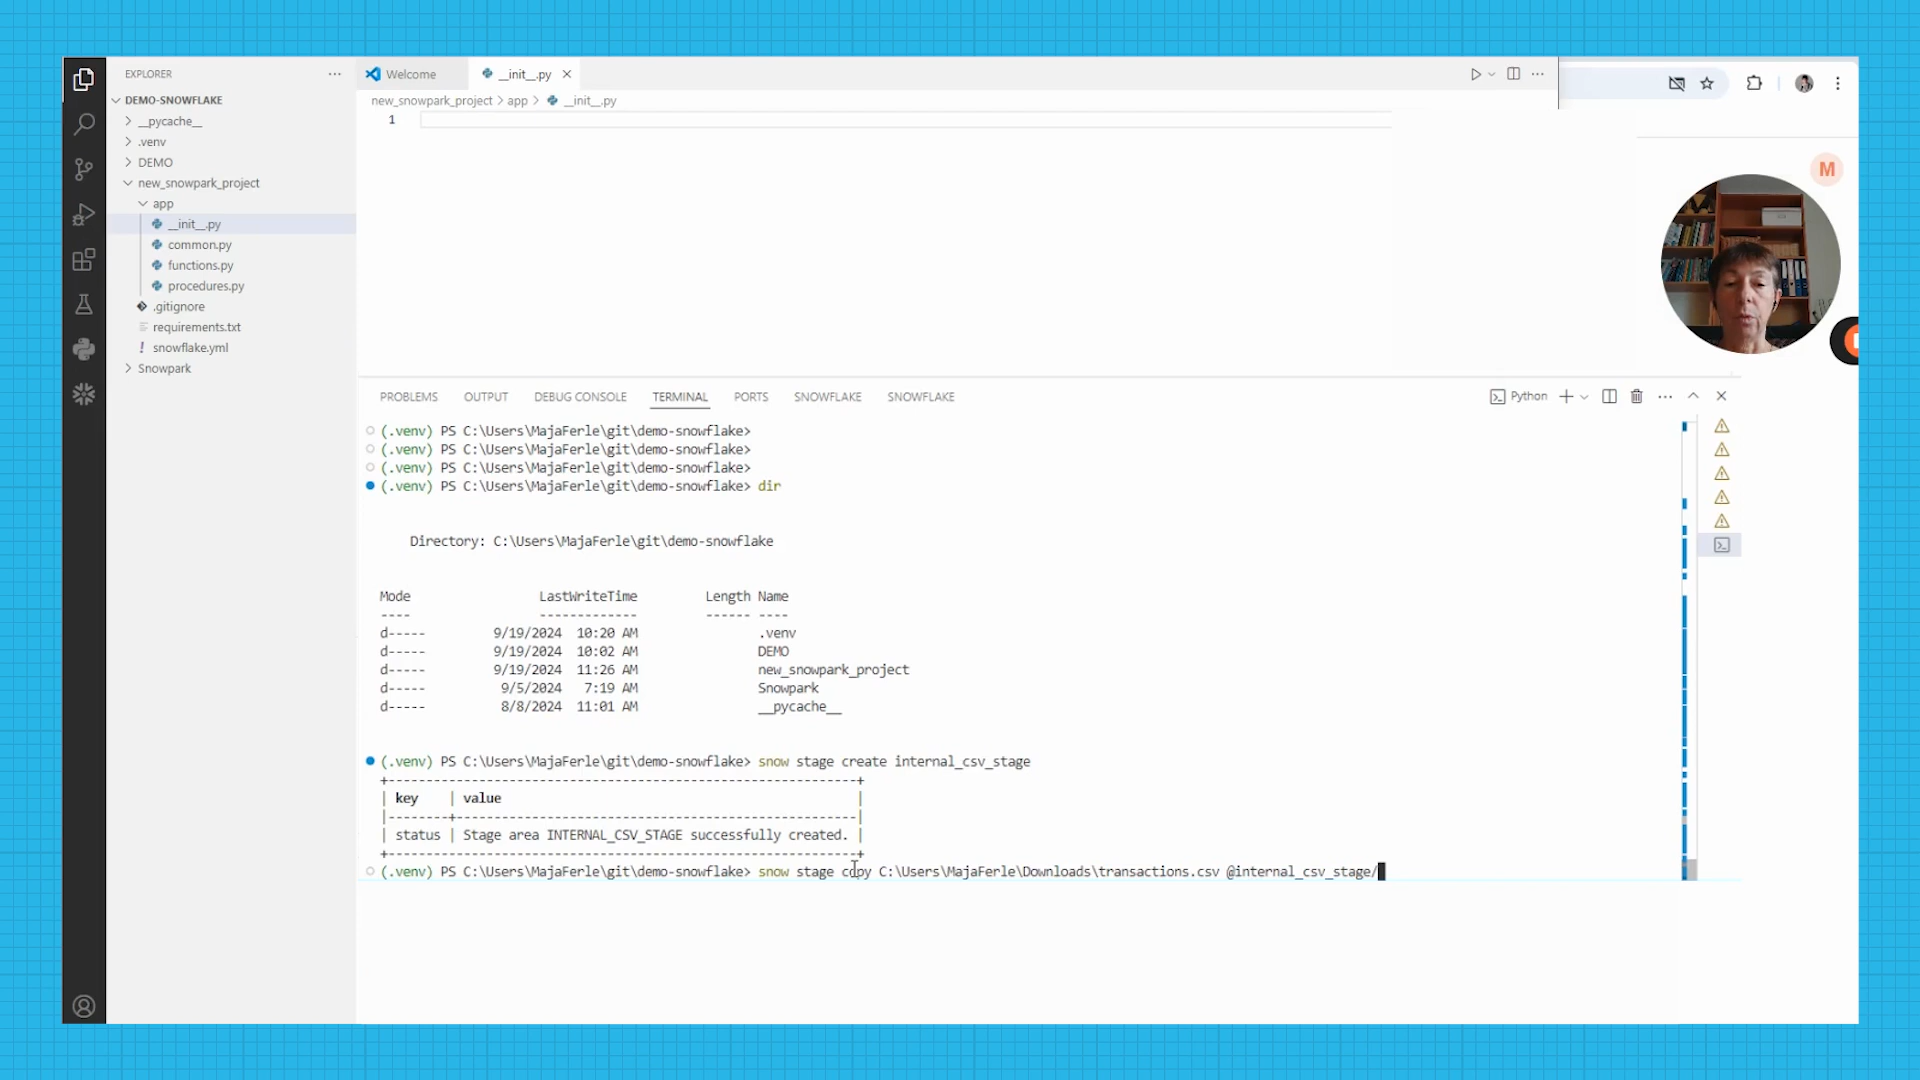 EXPLORER
DEMO-SNOWFLAKE
__pycache__
.venv
DEMO
new_snowpark_project
app
__init__.py
common.py
functions.py
procedures.py
.gitignore
requirements.txt
snowflake.yml
Snowpark
Welcome
__init__.py
new_snowpark_project > app > __init__.py
1
M
PROBLEMS OUTPUT DEBUG CONSOLE TERMINAL PORTS SNOWFLAKE SNOWFLAKE
Python
(.venv) PS C:\Users\MajaFerle\git\demo-snowflake>
(.venv) PS C:\Users\MajaFerle\git\demo-snowflake>
(.venv) PS C:\Users\MajaFerle\git\demo-snowflake>
(.venv) PS C:\Users\MajaFerle\git\demo-snowflake> dir
Directory: C:\Users\MajaFerle\git\demo-snowflake
Mode LastWriteTime Length Name
---- ------------- ------ ----
d----- 9/19/2024 10:20 AM .venv
d----- 9/19/2024 10:02 AM DEMO
d----- 9/19/2024 11:26 AM new_snowpark_project
d----- 9/5/2024 7:19 AM Snowpark
d----- 8/8/2024 11:01 AM __pycache__
(.venv) PS C:\Users\MajaFerle\git\demo-snowflake> snow stage create internal_csv_stage
+---------------------------------------------------------------+
| key | value |
|--------+------------------------------------------------------|
| status | Stage area INTERNAL_CSV_STAGE successfully created. |
+---------------------------------------------------------------+
(.venv) PS C:\Users\MajaFerle\git\demo-snowflake> snow stage copy C:\Users\MajaFerle\Downloads\transactions.csv @internal_csv_stage/